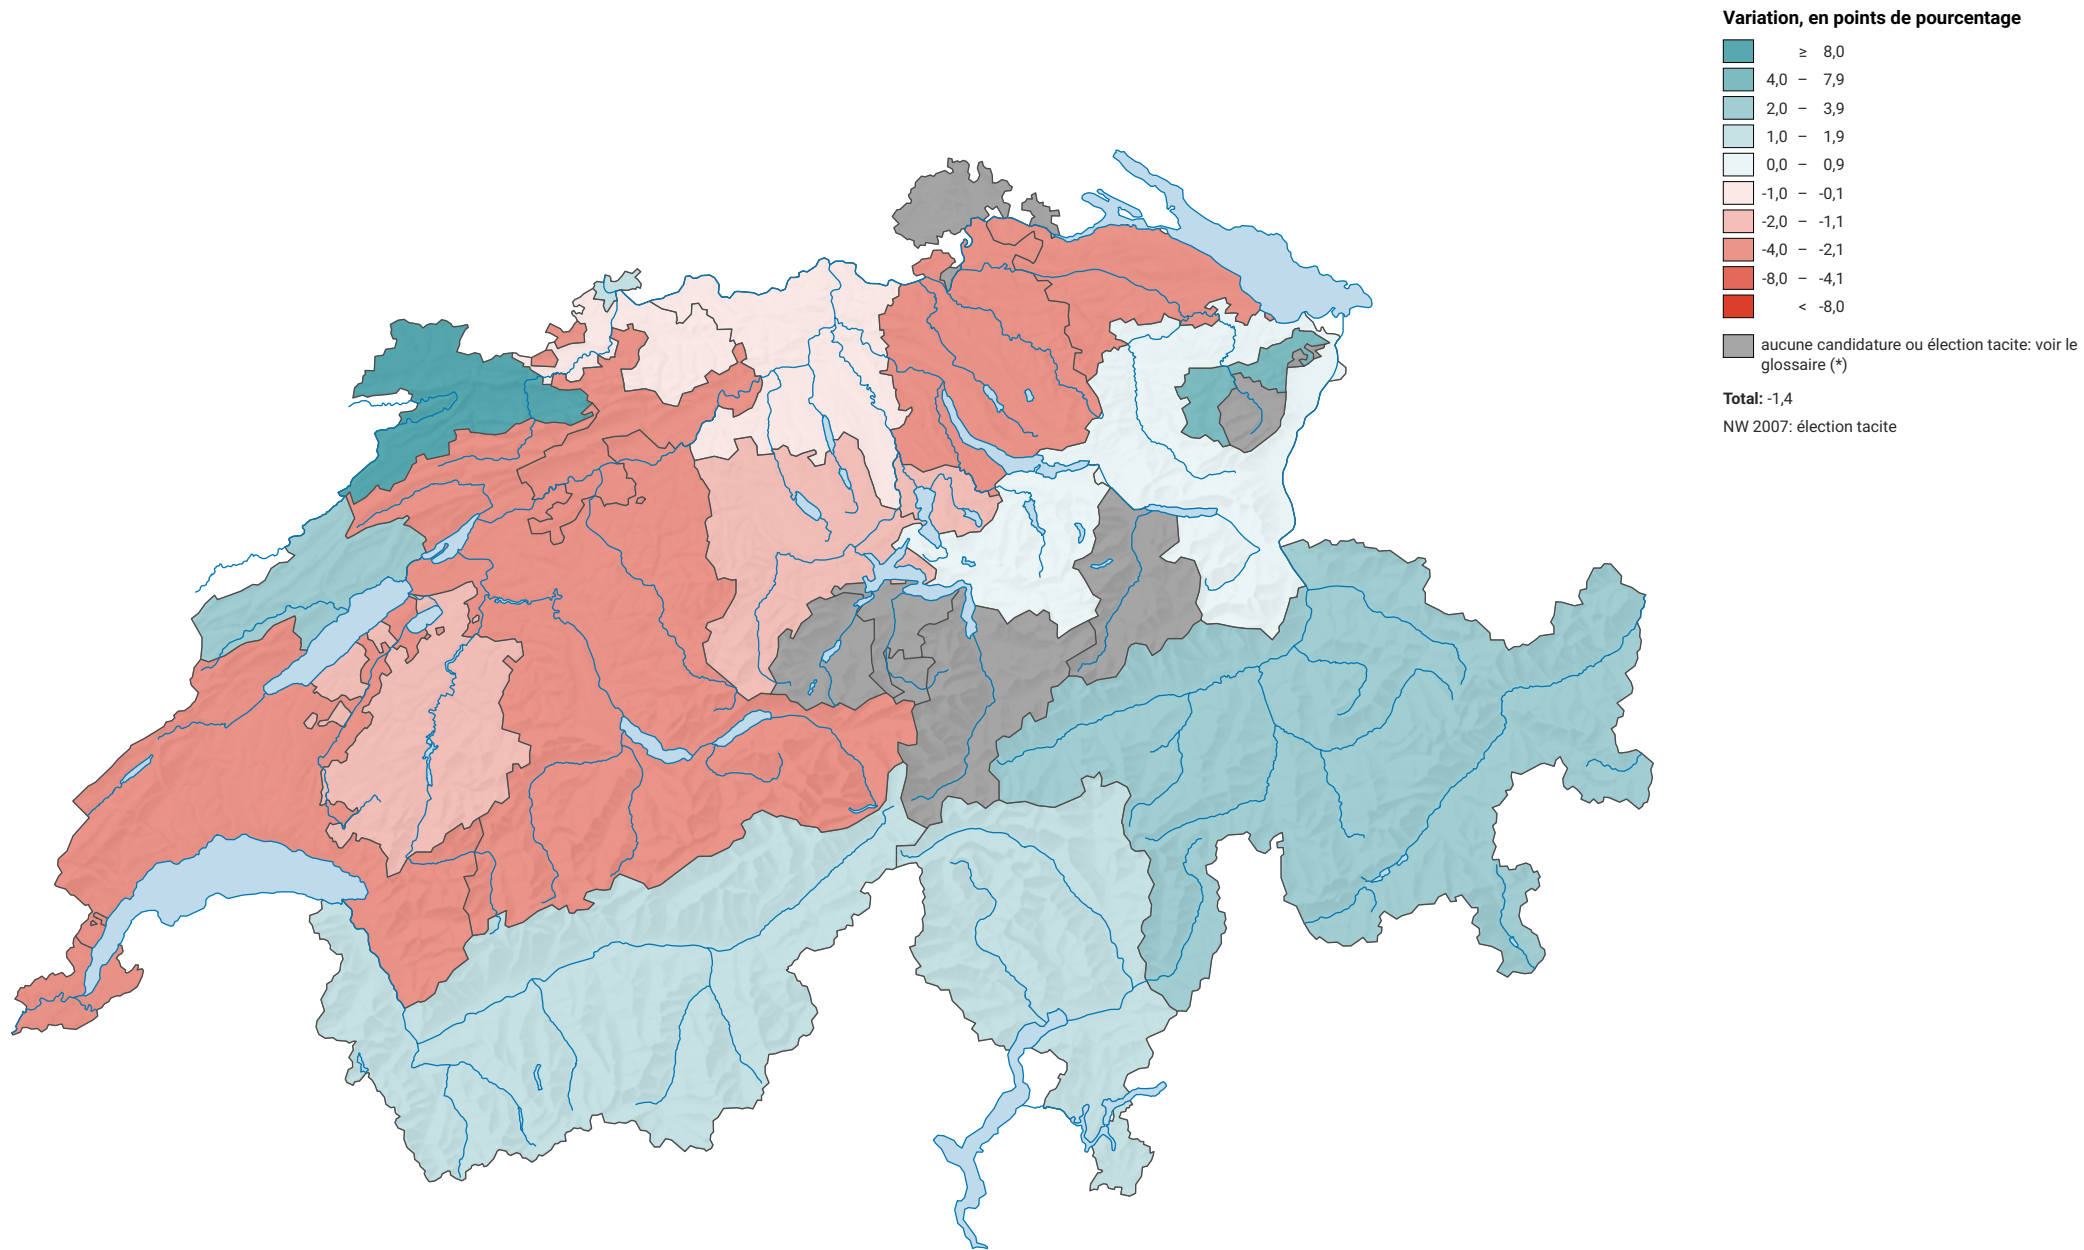 Variation, en points de pourcentage
≥ 8,0
4,0 – 7,9
2,0 – 3,9
1,0 – 1,9
0,0 – 0,9
-1,0 – -0,1
-2,0 – -1,1
-4,0 – -2,1
-8,0 – -4,1
< -8,0
aucune candidature ou élection tacite: voir le
glossaire (*)
Total: -1,4
NW 2007: élection tacite